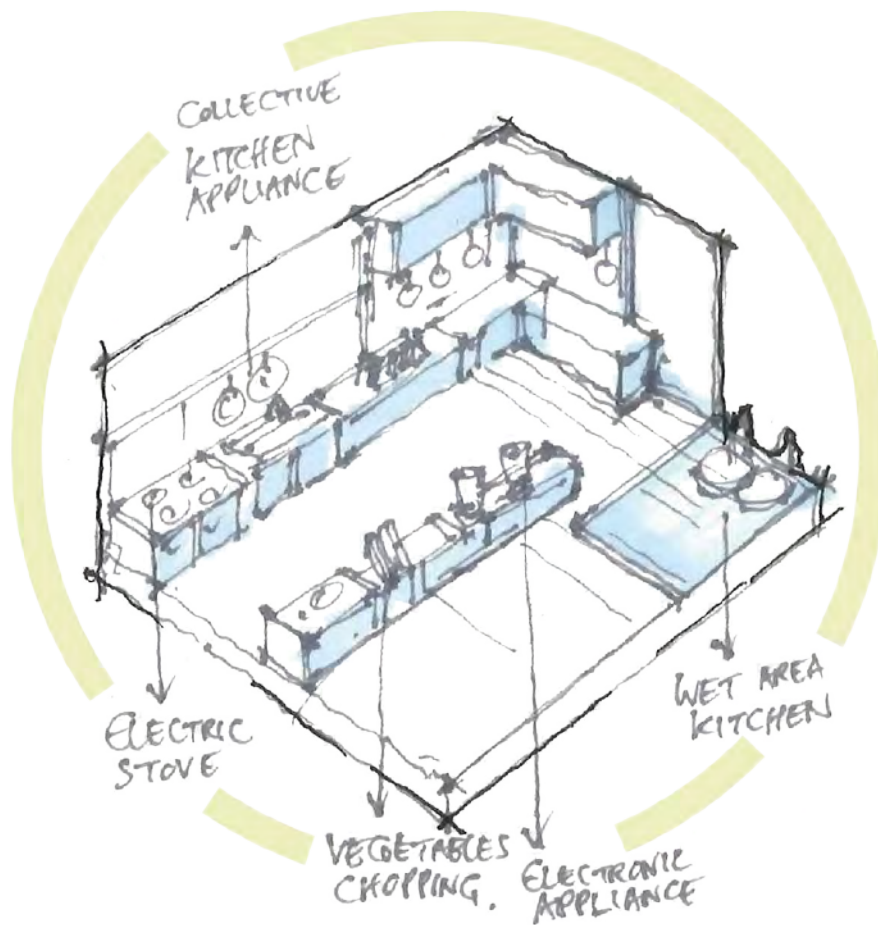 COLLECTIVE
KITCHEN
APPLIANCE
ELECTRIC
STOVE
VEGETABLES
CHOPPING.
ELECTRONIC
APPLIANCE
WET AREA
KITCHEN